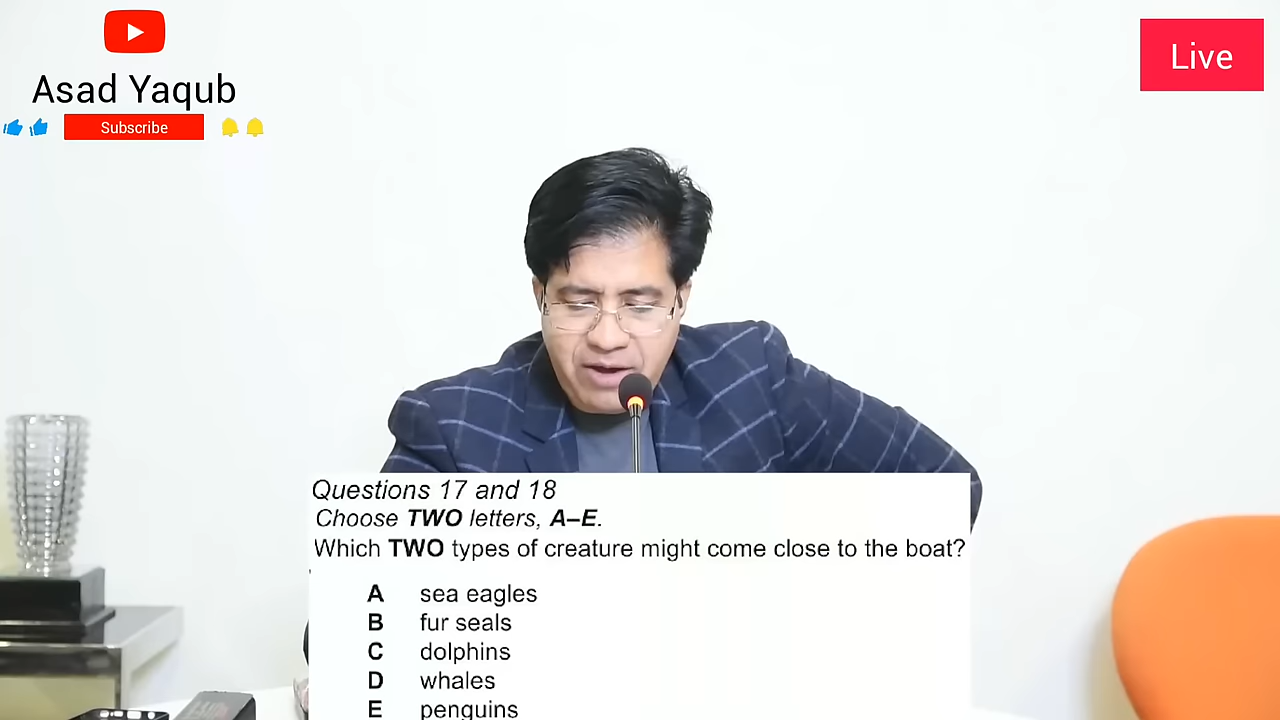 Asad Yaqub
Subscribe
Live
Questions 17 and 18
Choose TWO letters, A–E.
Which TWO types of creature might come close to the boat?
A sea eagles
B fur seals
C dolphins
D whales
E penguins